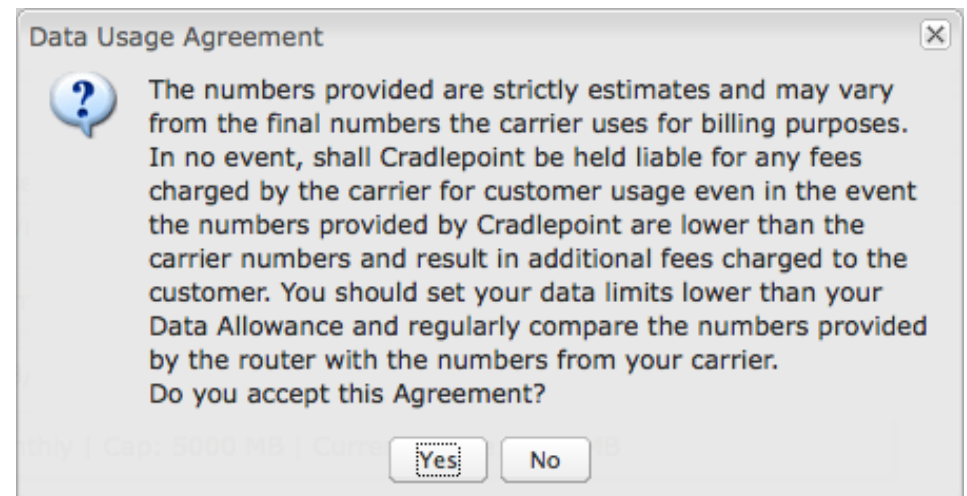 Data Usage Agreement
The numbers provided are strictly estimates and may vary
from the final numbers the carrier uses for billing purposes.
In no event, shall Cradlepoint be held liable for any fees
charged by the carrier for customer usage even in the event
the numbers provided by Cradlepoint are lower than the
carrier numbers and result in additional fees charged to the
customer. You should set your data limits lower than your
Data Allowance and regularly compare the numbers provided
by the router with the numbers from your carrier.
Do you accept this Agreement?
Cap: 5000 MB MB
Yes No